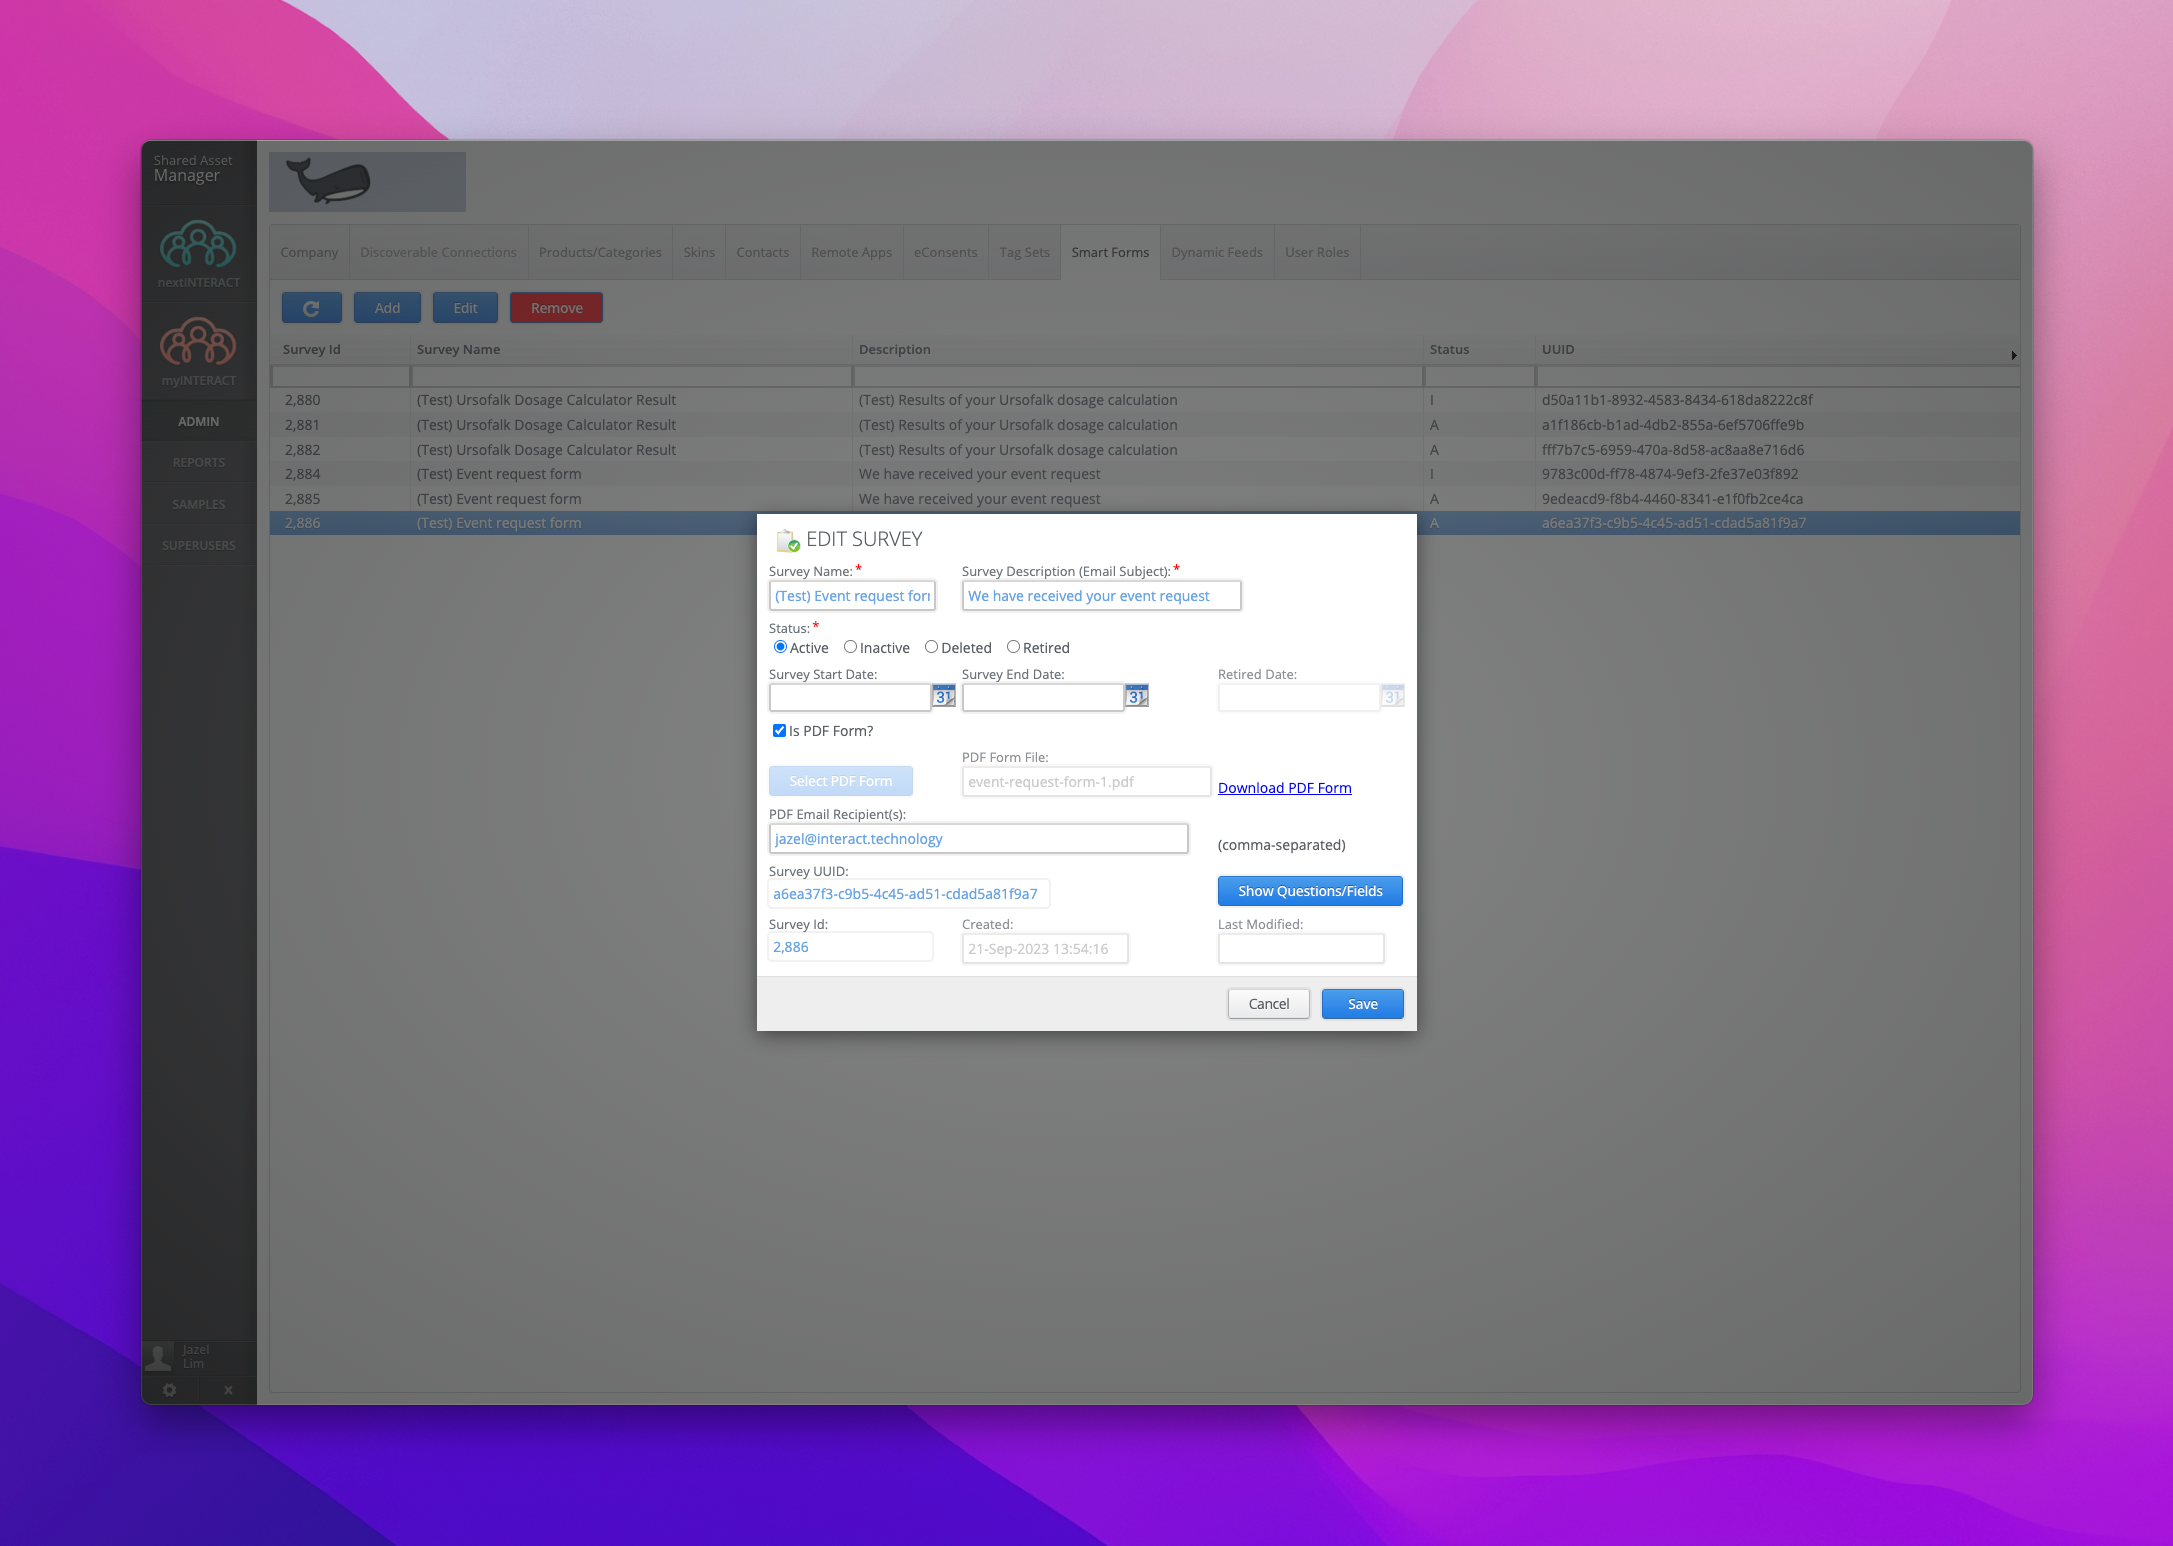 Shared Asset
Manager
nextINTERACT
myINTERACT
ADMIN
REPORTS
SAMPLES
SUPERUSERS
Jazel
Lim
Company Discoverable Connections Products/Categories Skins Contacts Remote Apps eConsents Tag Sets Smart Forms Dynamic Feeds User Roles
Add Edit Remove
Survey Id Survey Name Description Status UUID
2,880 (Test) Ursofalk Dosage Calculator Result (Test) Results of your Ursofalk dosage calculation I d50a11b1-8932-4583-8434-618da8222c8f
2,881 (Test) Ursofalk Dosage Calculator Result (Test) Results of your Ursofalk dosage calculation A a1f186cb-b1ad-4db2-855a-6ef5706ffe9b
2,882 (Test) Ursofalk Dosage Calculator Result (Test) Results of your Ursofalk dosage calculation A fff7b7c5-6959-470a-8d58-ac8aa8e716d6
2,884 (Test) Event request form We have received your event request I 9783c00d-ff78-4874-9ef3-2fe37e03f892
2,885 (Test) Event request form We have received your event request A 9edeacd9-f8b4-4460-8341-e1f0fb2ce4ca
2,886 (Test) Event request form A a6ea37f3-c9b5-4c45-ad51-cdad5a81f9a7
EDIT SURVEY
Survey Name: * Survey Description (Email Subject): *
(Test) Event request for We have received your event request
Status: *
Active Inactive Deleted Retired
Survey Start Date: Survey End Date: Retired Date:
31 31 31
Is PDF Form?
PDF Form File:
Select PDF Form event-request-form-1.pdf Download PDF Form
PDF Email Recipient(s):
jazel@interact.technology (comma-separated)
Survey UUID:
a6ea37f3-c9b5-4c45-ad51-cdad5a81f9a7 Show Questions/Fields
Survey Id: Created: Last Modified:
2,886 21-Sep-2023 13:54:16
Cancel Save